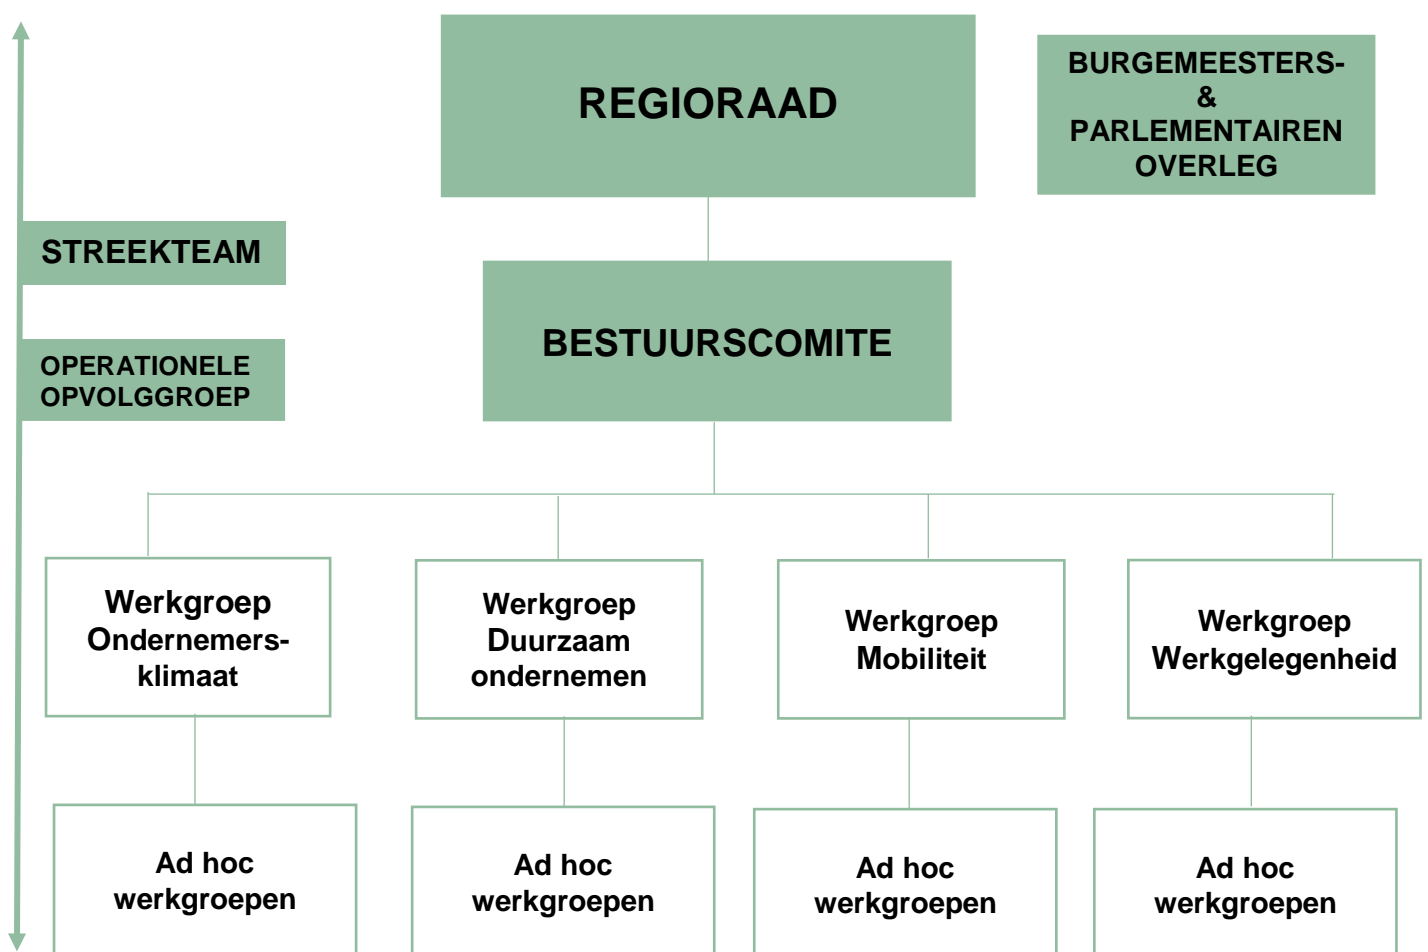 REGIORAAD
BURGEMEESTERS-
&
PARLEMENTAIREN
OVERLEG
STREEKTEAM
BESTUURSCOMITE
OPERATIONELE
OPVOLGGROEP
Werkgroep
Ondernemers-
klimaat
Werkgroep
Duurzaam
ondernemen
Werkgroep
Mobiliteit
Werkgroep
Werkgelegenheid
Ad hoc
werkgroepen
Ad hoc
werkgroepen
Ad hoc
werkgroepen
Ad hoc
werkgroepen